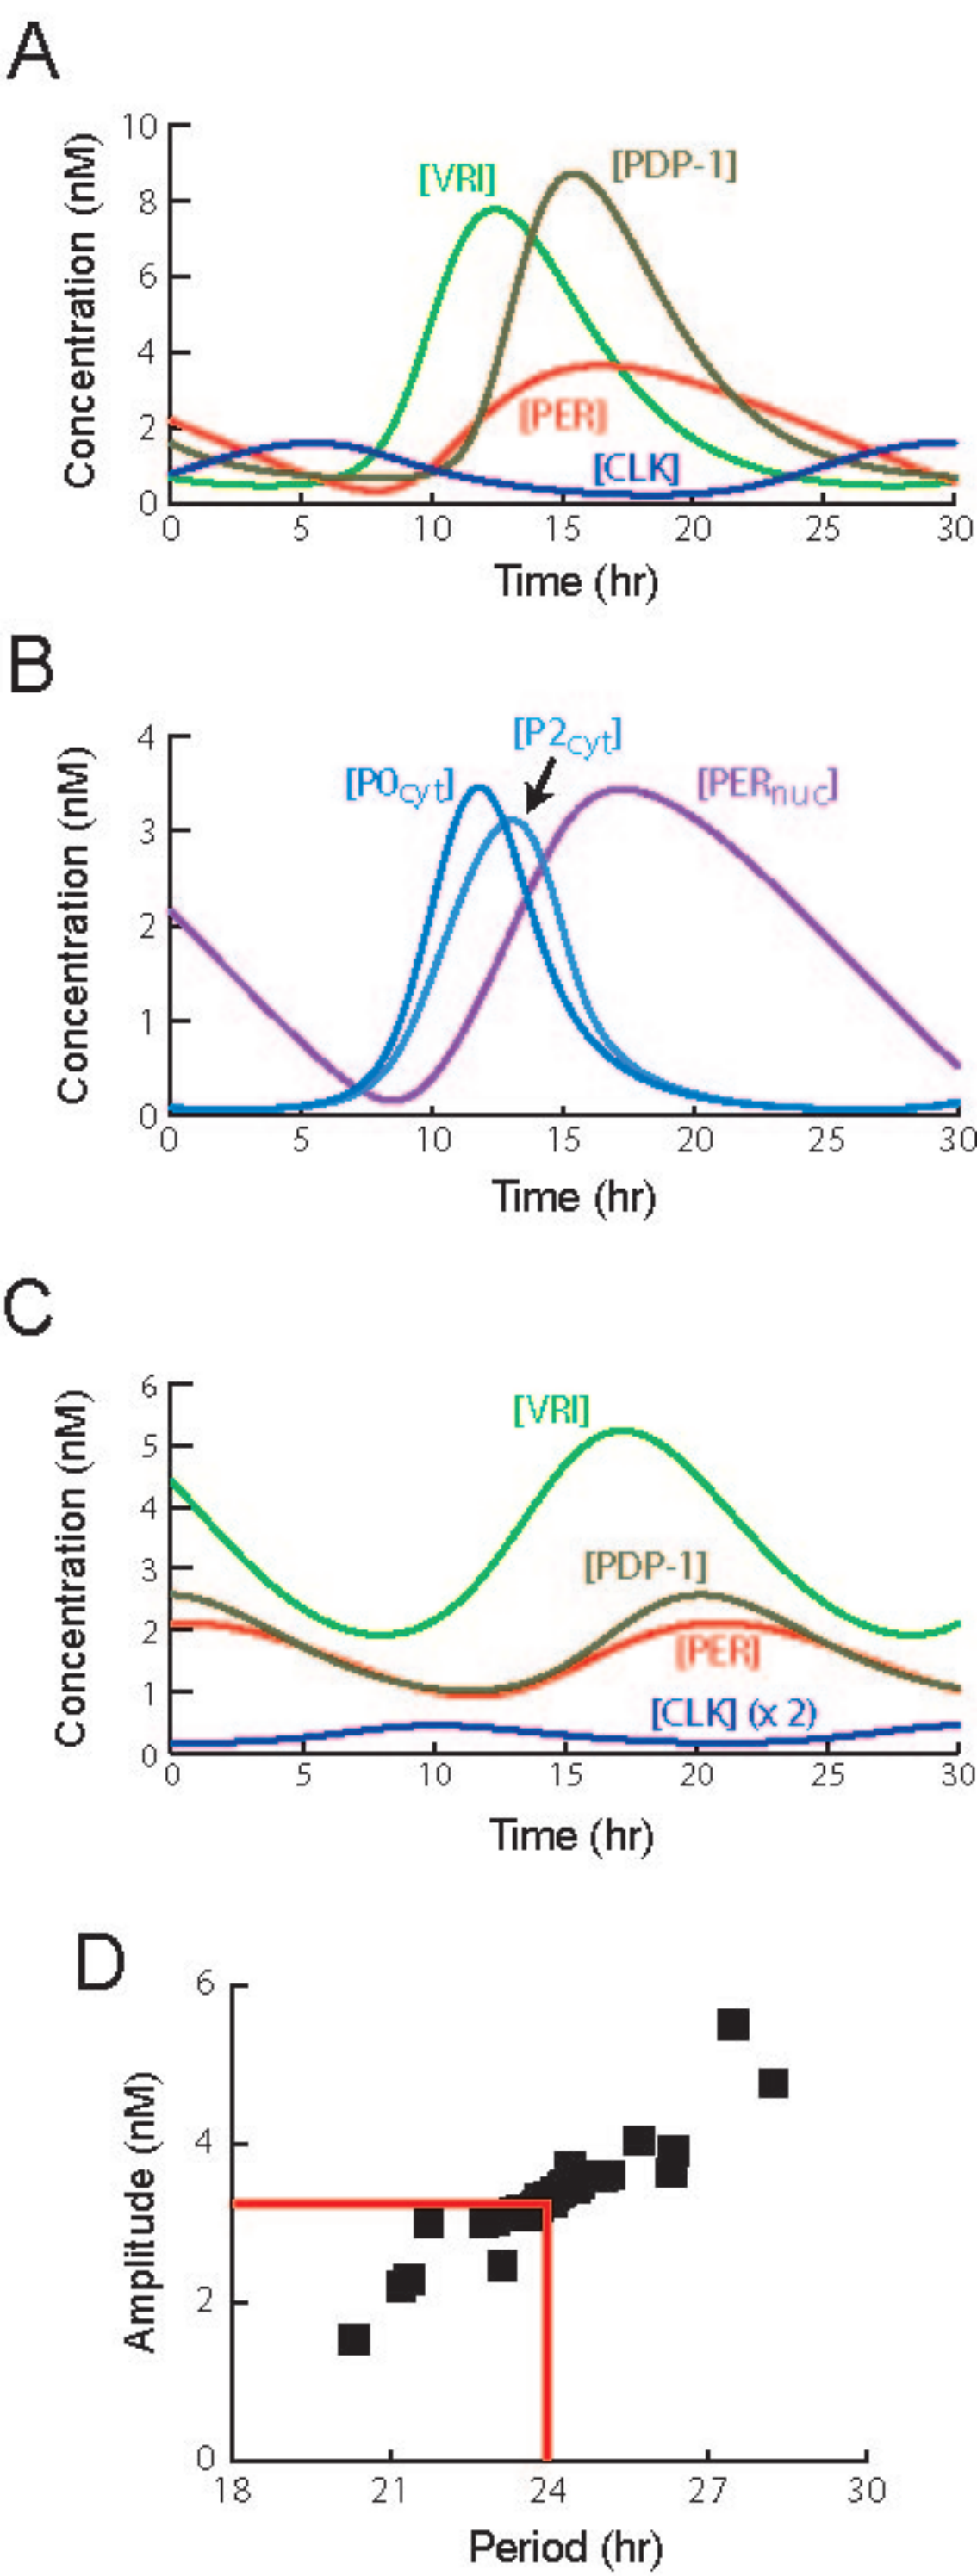 A
Concentration (nM)
10
8
6
4
2
0
[VRI]
[PDP-1]
[PER]
[CLK]
0 5 10 15 20 25 30
Time (hr)
B
Concentration (nM)
4
3
2
1
0
[P2cyt]
[P0cyt]
[PERnuc]
0 5 10 15 20 25 30
Time (hr)
C
Concentration (nM)
6
5
4
3
2
1
0
[VRI]
[PDP-1]
[PER]
[CLK] (x 2)
0 5 10 15 20 25 30
Time (hr)
D
Amplitude (nM)
6
4
2
0
18 21 24 27 30
Period (hr)